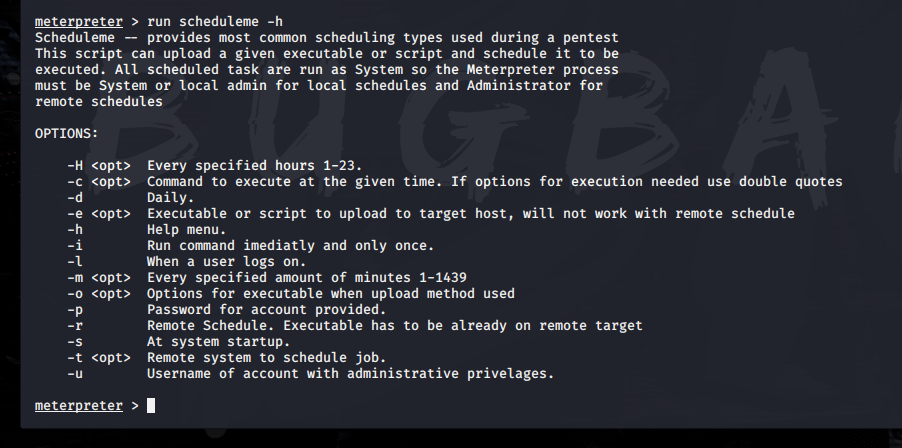 meterpreter > run scheduleme -h
Scheduleme -- provides most common scheduling types used during a pentest
This script can upload a given executable or script and schedule it to be
executed. All scheduled task are run as System so the Meterpreter process
must be System or local admin for local schedules and Administrator for
remote schedules
OPTIONS:
-H <opt> Every specified hours 1-23.
-c <opt> Command to execute at the given time. If options for execution needed use double quotes
-d Daily.
-e <opt> Executable or script to upload to target host, will not work with remote schedule
-h Help menu.
-i Run command imediatly and only once.
-l When a user logs on.
-m <opt> Every specified amount of minutes 1-1439
-o <opt> Options for executable when upload method used
-p Password for account provided.
-r Remote Schedule. Executable has to be already on remote target
-s At system startup.
-t <opt> Remote system to schedule job.
-u Username of account with administrative privelages.
meterpreter >
BUGBA